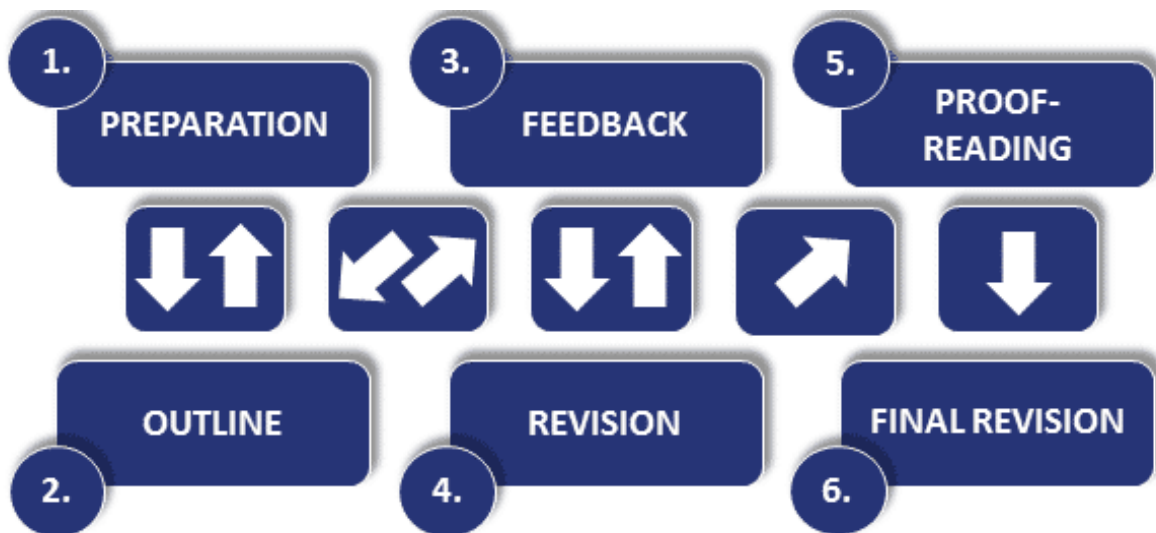 1.
PREPARATION
2.
OUTLINE
3.
FEEDBACK
4.
REVISION
5.
PROOF-
READING
6.
FINAL REVISION